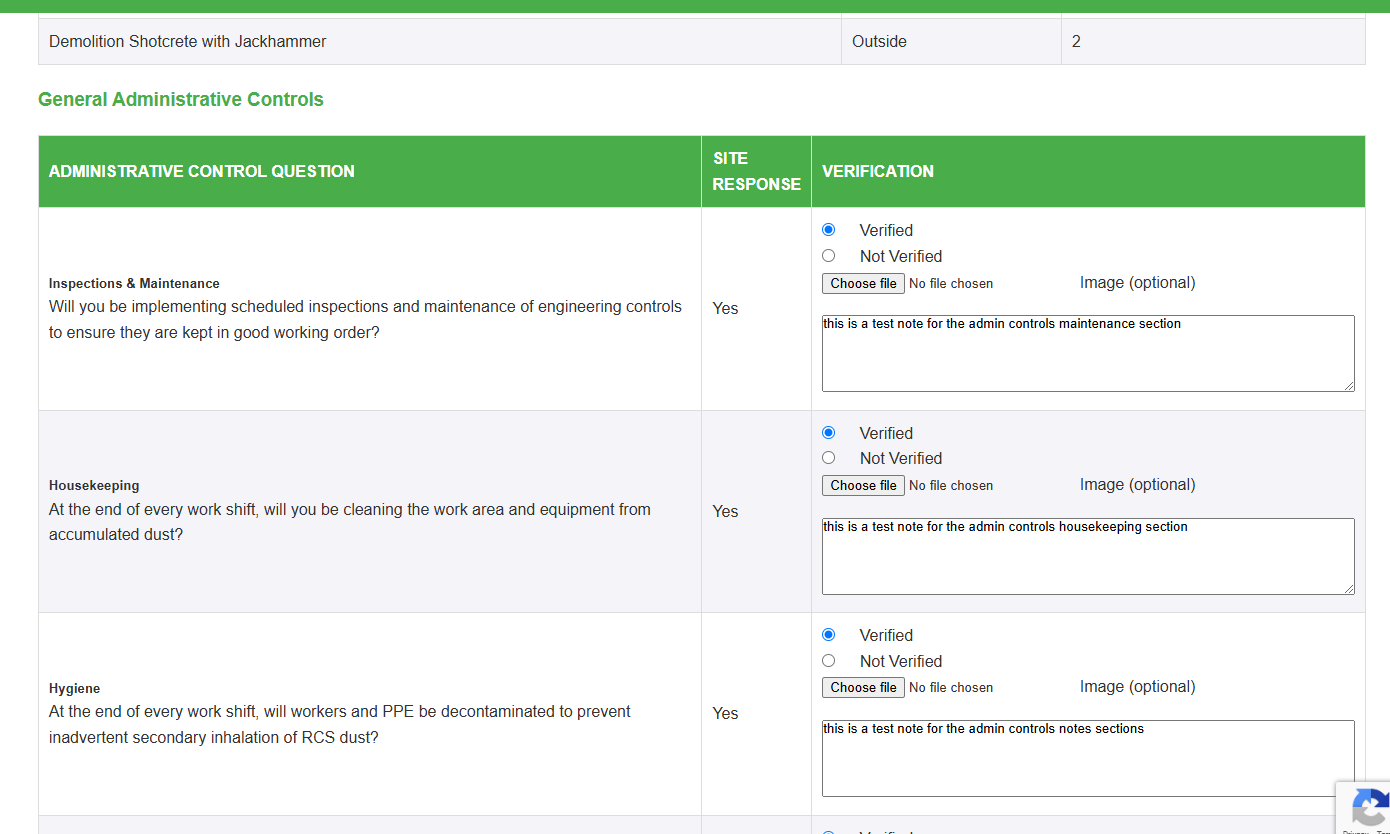 Demolition Shotcrete with Jackhammer Outside 2
General Administrative Controls
ADMINISTRATIVE CONTROL QUESTION SITE RESPONSE VERIFICATION
Verified
Not Verified
Choose file No file chosen Image (optional)
Inspections & Maintenance
Will you be implementing scheduled inspections and maintenance of engineering controls
to ensure they are kept in good working order?
Yes
this is a test note for the admin controls maintenance section
Verified
Not Verified
Choose file No file chosen Image (optional)
Housekeeping
At the end of every work shift, will you be cleaning the work area and equipment from
accumulated dust?
Yes
this is a test note for the admin controls housekeeping section
Verified
Not Verified
Choose file No file chosen Image (optional)
Hygiene
At the end of every work shift, will workers and PPE be decontaminated to prevent
inadvertent secondary inhalation of RCS dust?
Yes
this is a test note for the admin controls notes sections